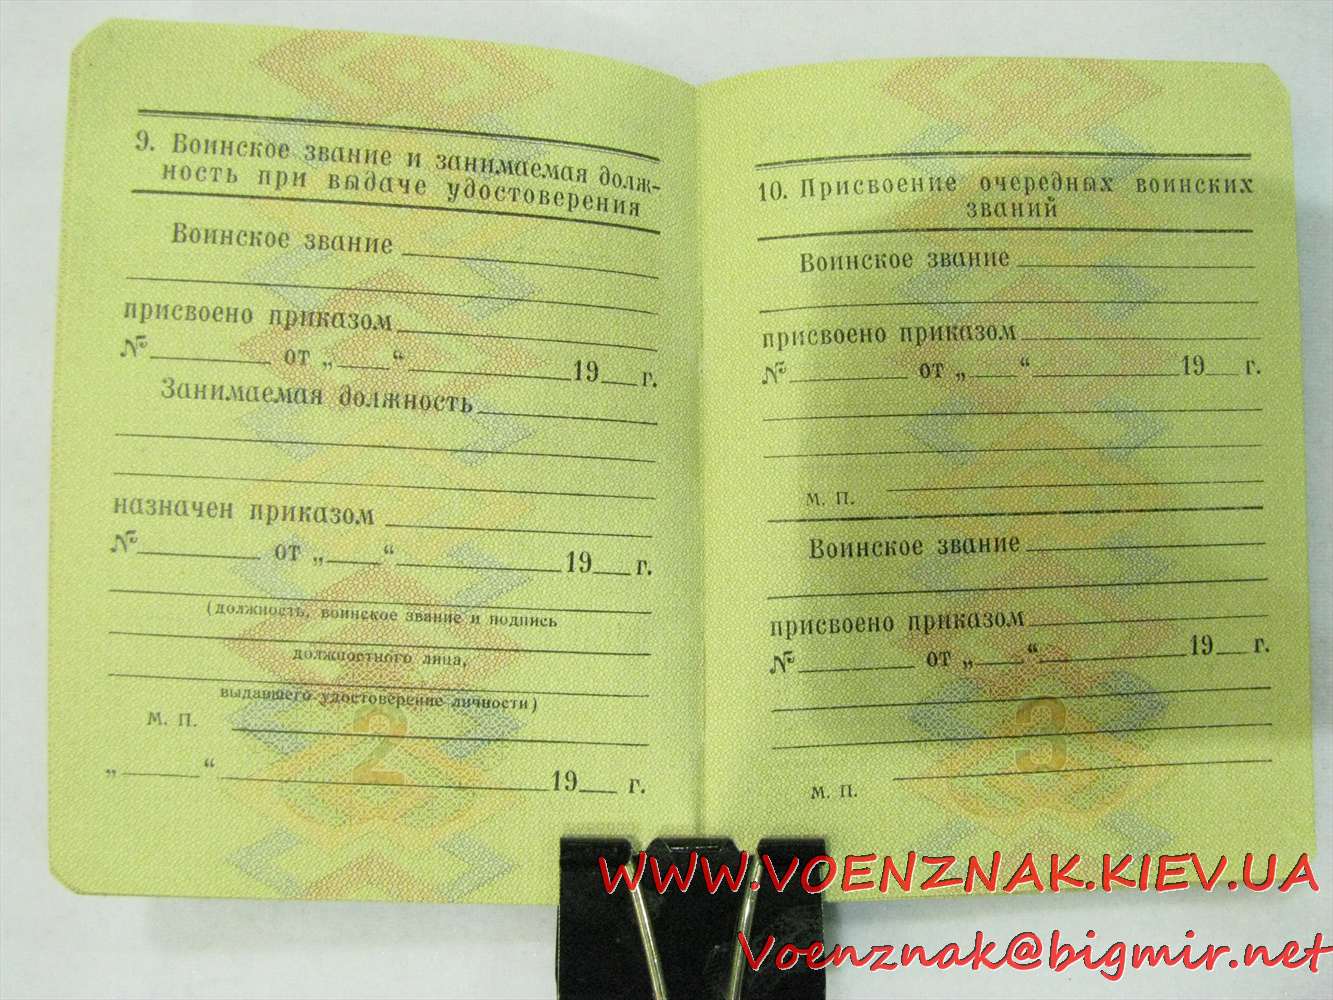 9. Воинское звание и занимаемая долж-
ность при выдаче удостоверения
Воинское звание
присвоено приказом
№ от „ “ 19 г.
Занимаемая должность
назначен приказом
№ от „ “ 19 г.
(должность, воинское звание и подпись
должностного лица,
выдавшего удостоверение личности)
М. П.
„ “ 19 г.
2
10. Присвоение очередных воинских
званий
Воинское звание
присвоено приказом
№ от „ “ 19 г.
М. П.
Воинское звание
присвоено приказом
№ от „ “ 19 г.
М. П.
3
WWW.VOENZNAK.KIEV.UA
Voenznak@bigmir.net